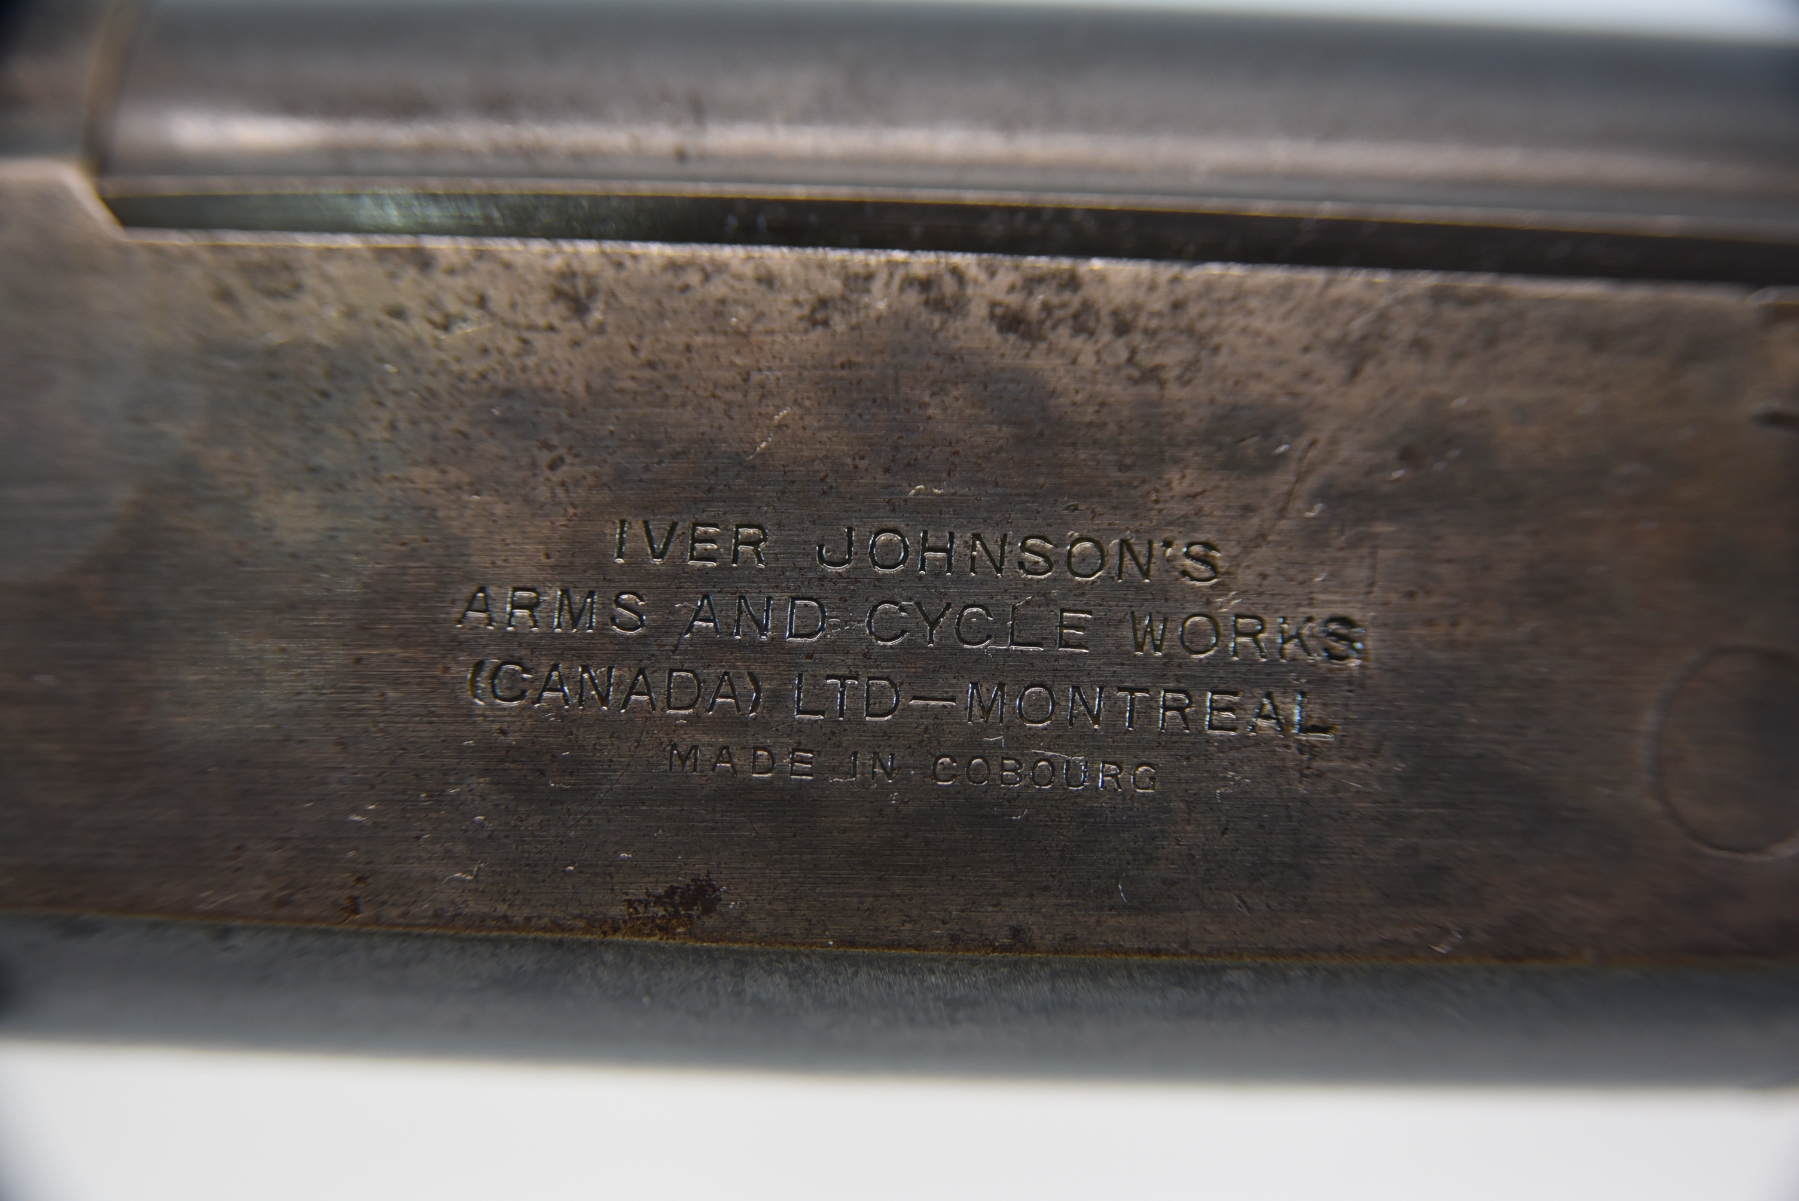 IVER JOHNSON'S
ARMS AND CYCLE WORKS
(CANADA) LTD—MONTREAL
MADE IN COBOURG